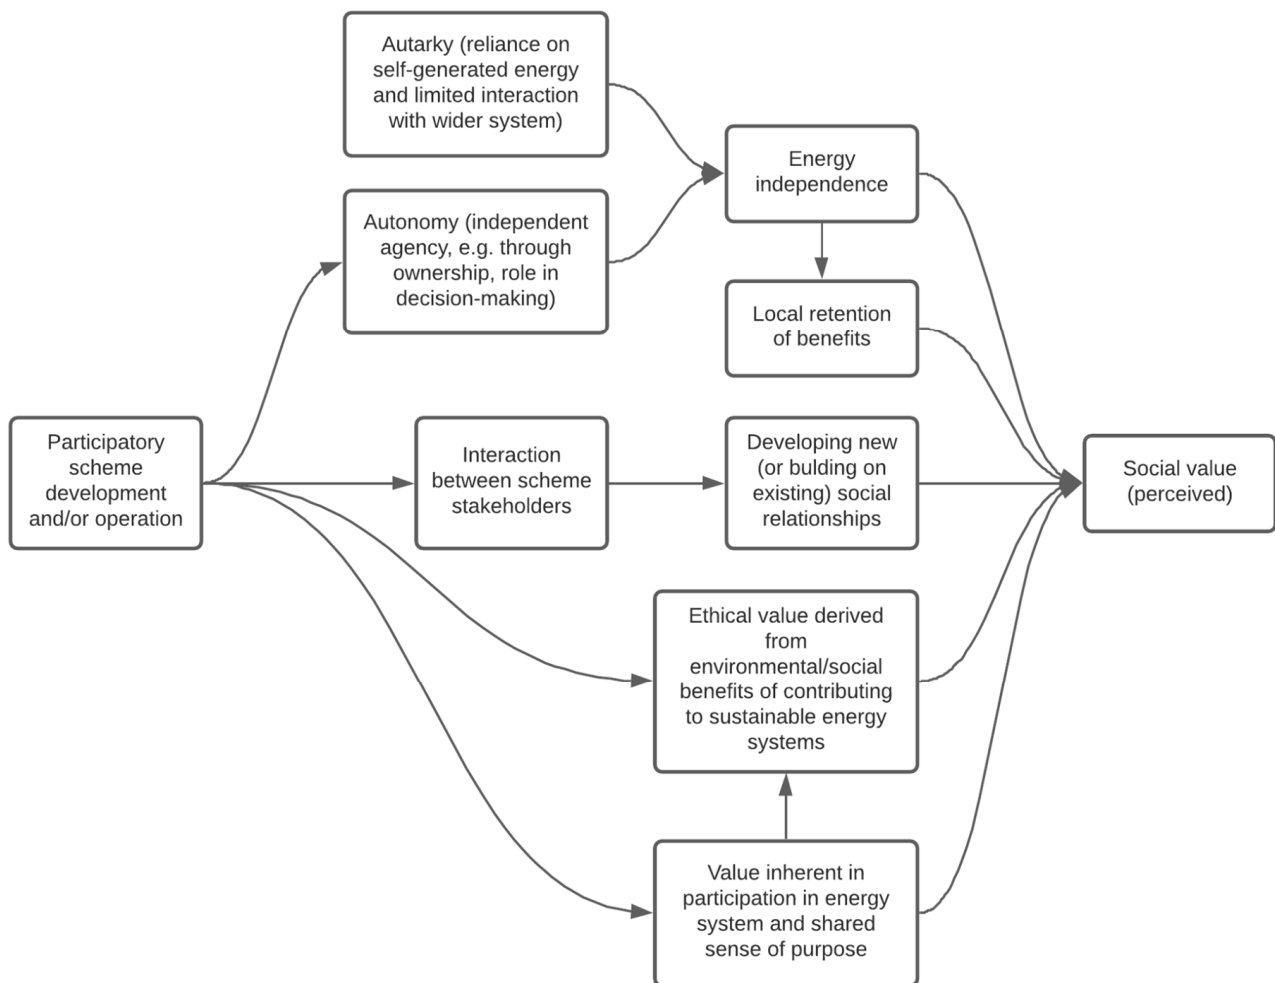 Autarky (reliance on
self-generated energy
and limited interaction
with wider system)
Autonomy (independent
agency, e.g. through
ownership, role in
decision-making)
Energy
independence
Local retention
of benefits
Participatory
scheme
development
and/or operation
Interaction
between scheme
stakeholders
Developing new
(or bulding on
existing) social
relationships
Social value
(perceived)
Ethical value derived
from
environmental/social
benefits of contributing
to sustainable energy
systems
Value inherent in
participation in energy
system and shared
sense of purpose